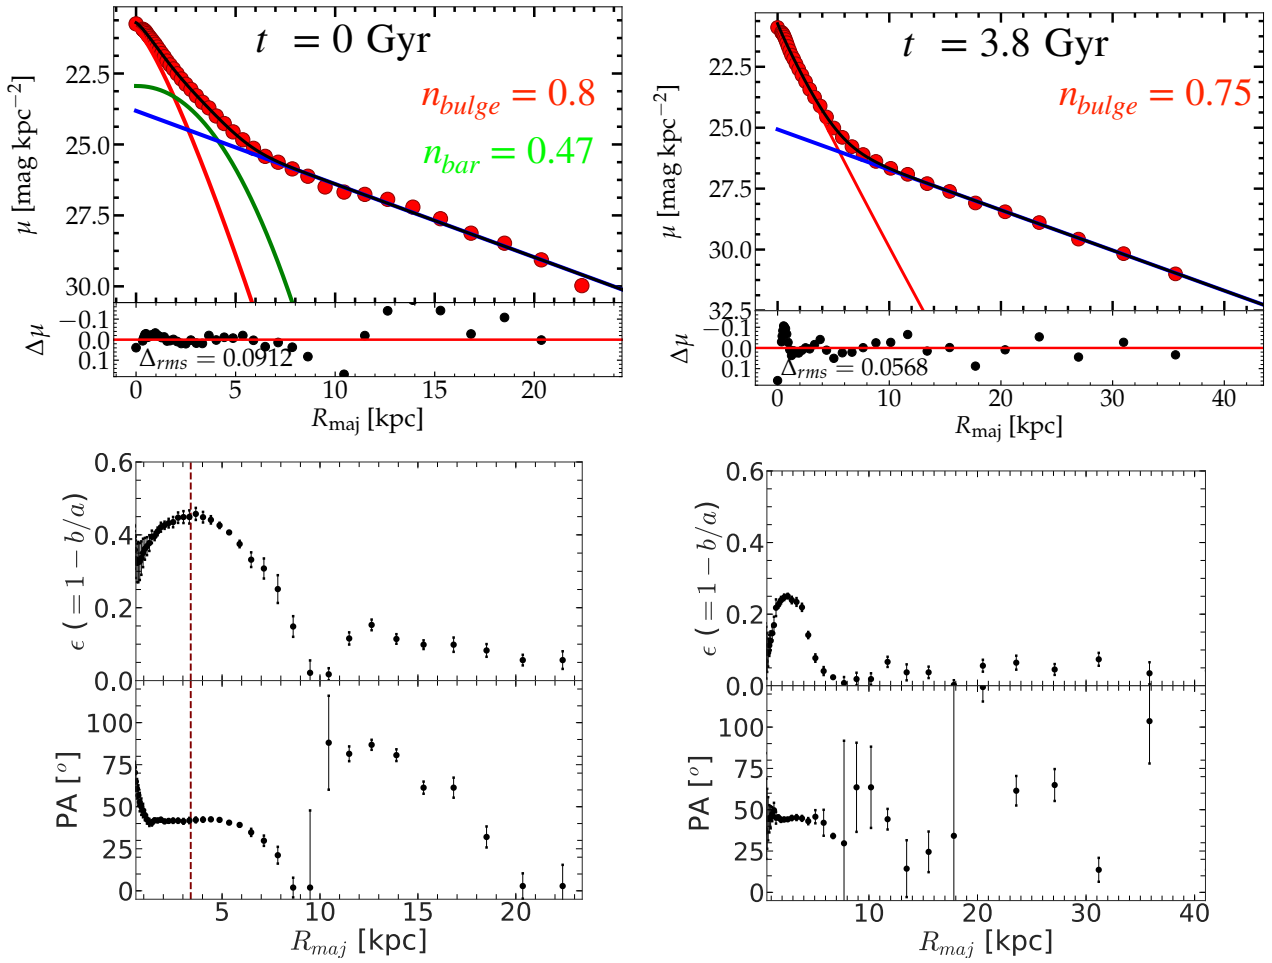 t = 0 Gyr
n_bulge = 0.8
n_bar = 0.47
μ [mag kpc⁻²]
22.5
25.0
27.5
30.0
Δμ
−0.1
0.0
0.1
Δ_rms = 0.0912
0 5 10 15 20
R_maj [kpc]
t = 3.8 Gyr
n_bulge = 0.75
μ [mag kpc⁻²]
22.5
25.0
27.5
30.0
32.5
Δμ
−0.1
0.0
0.1
Δ_rms = 0.0568
0 10 20 30 40
R_maj [kpc]
ϵ (= 1 − b/a)
0.6
0.4
0.2
0.0
PA [°]
100
75
50
25
0
5 10 15 20
R_maj [kpc]
ϵ (= 1 − b/a)
0.6
0.4
0.2
0.0
PA [°]
100
75
50
25
0
10 20 30 40
R_maj [kpc]